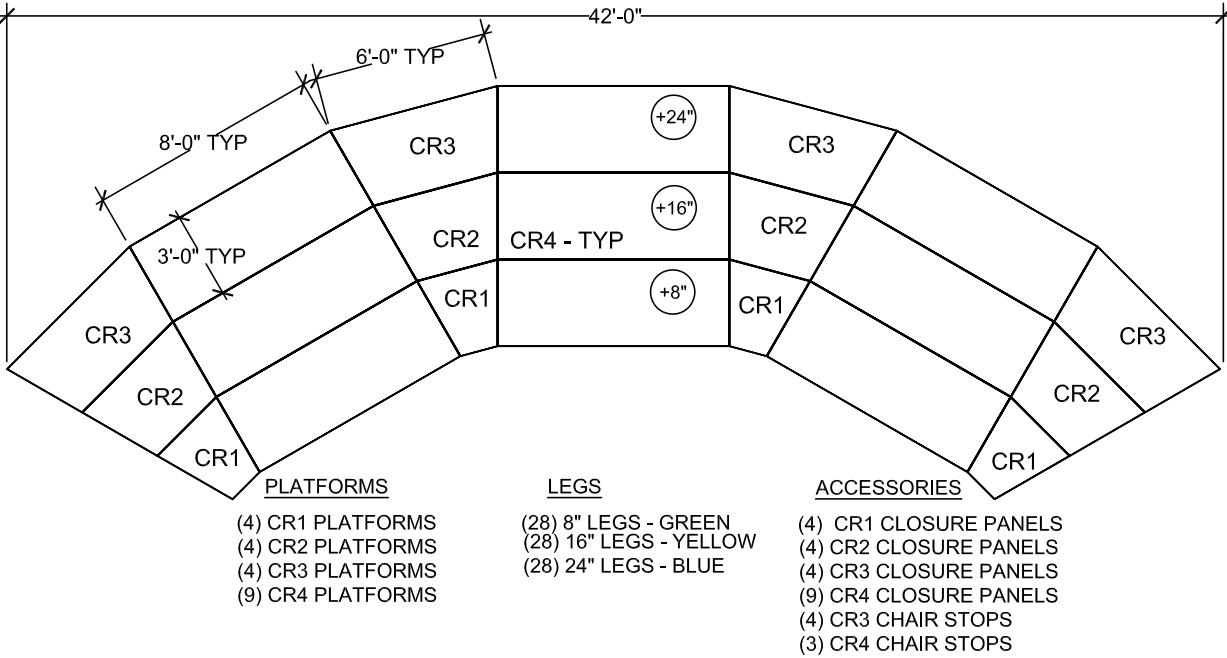 42'-0"
6'-0" TYP
8'-0" TYP
3'-0" TYP
CR3
+24"
CR3
CR2
CR4 - TYP
+16"
CR2
CR1
+8"
CR1
CR3
CR2
CR1
CR3
CR2
CR1
PLATFORMS
(4) CR1 PLATFORMS
(4) CR2 PLATFORMS
(4) CR3 PLATFORMS
(9) CR4 PLATFORMS
LEGS
(28) 8" LEGS - GREEN
(28) 16" LEGS - YELLOW
(28) 24" LEGS - BLUE
ACCESSORIES
(4) CR1 CLOSURE PANELS
(4) CR2 CLOSURE PANELS
(4) CR3 CLOSURE PANELS
(9) CR4 CLOSURE PANELS
(4) CR3 CHAIR STOPS
(3) CR4 CHAIR STOPS